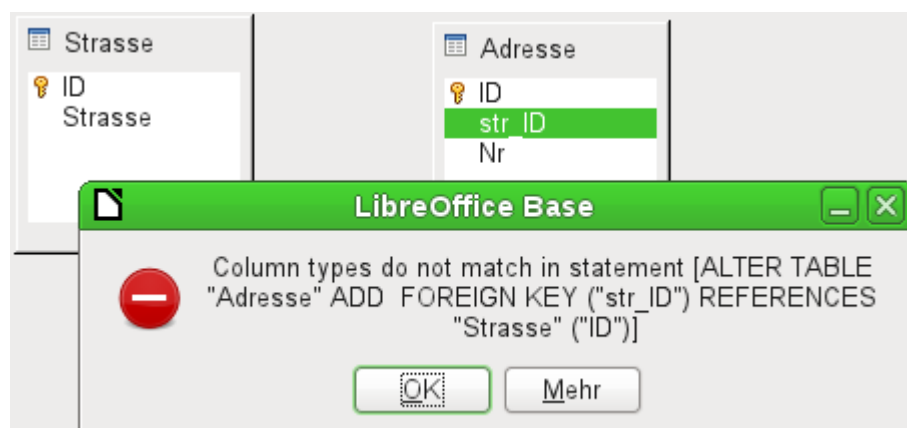 Strasse
ID
Strasse
Adresse
ID
str_ID
Nr
LibreOffice Base
Column types do not match in statement [ALTER TABLE
"Adresse" ADD  FOREIGN KEY ("str_ID") REFERENCES
"Strasse" ("ID")]
OK
Mehr